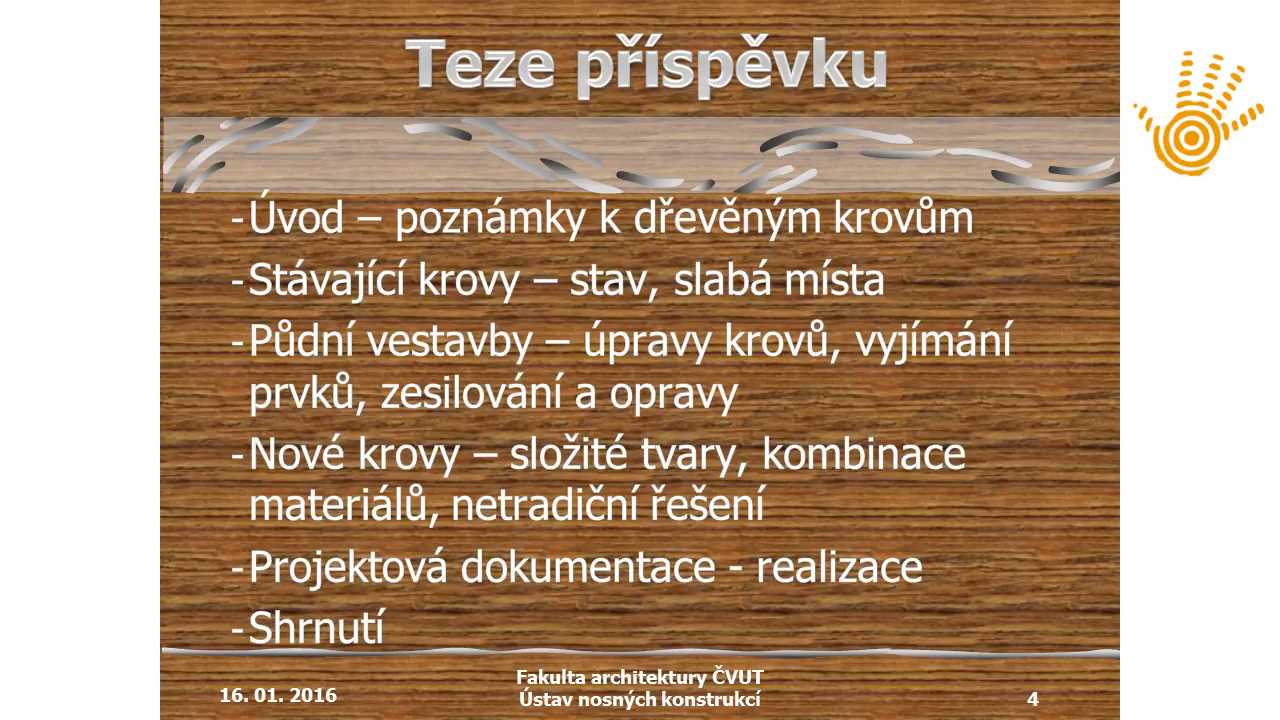 Teze příspěvku
-Úvod – poznámky k dřevěným krovům
-Stávající krovy – stav, slabá místa
-Půdní vestavby – úpravy krovů, vyjímání
prvků, zesilování a opravy
-Nové krovy – složité tvary, kombinace
materiálů, netradiční řešení
-Projektová dokumentace - realizace
-Shrnutí
16. 01. 2016
Fakulta architektury ČVUT
Ústav nosných konstrukcí
4